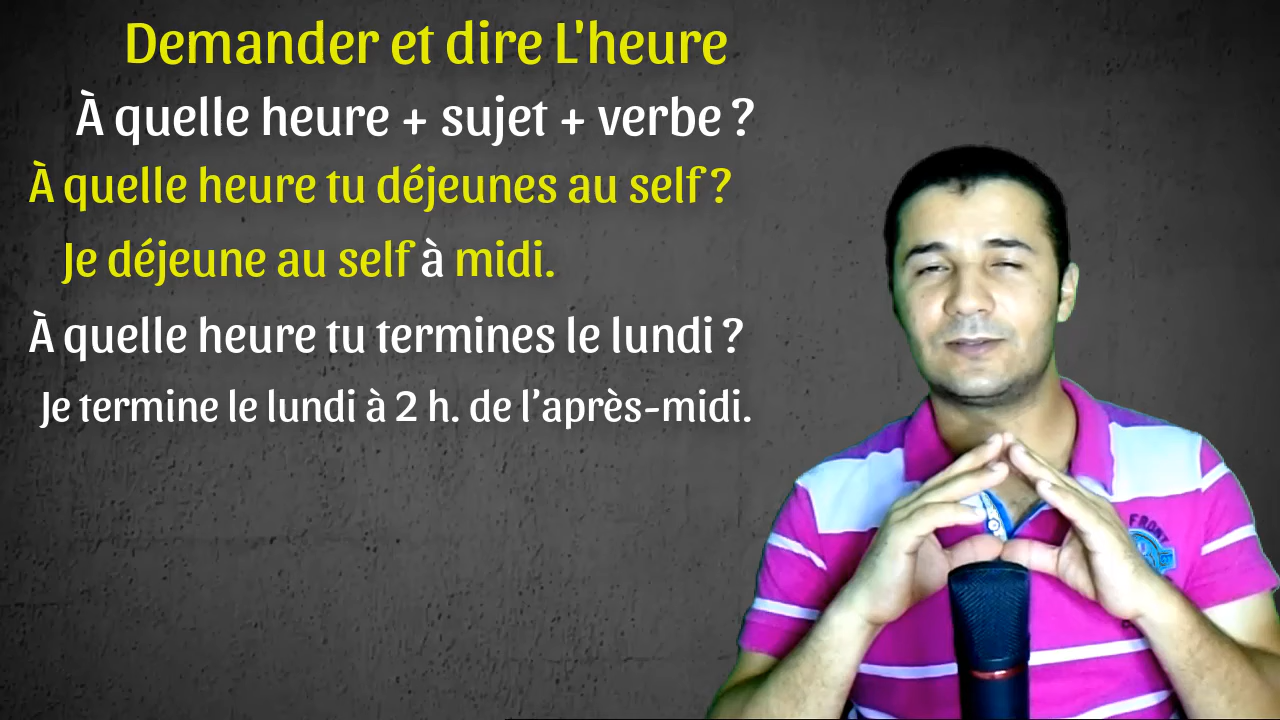 Demander et dire L'heure
À quelle heure + sujet + verbe ?
À quelle heure tu déjeunes au self ?
Je déjeune au self à midi.
À quelle heure tu termines le lundi ?
Je termine le lundi à 2 h. de l’après-midi.
FRONT